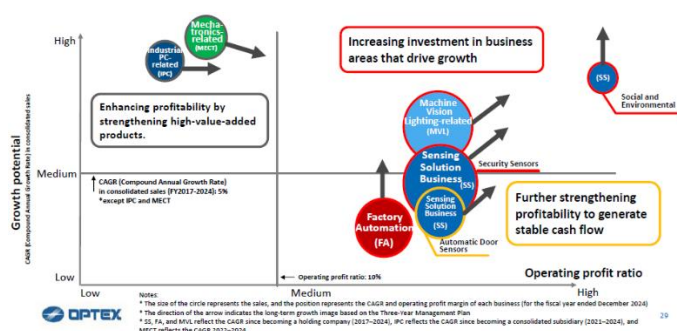 High
Mecha-
tronics-
related
(MECT)
Industrial
PC-
related
(IPC)
Increasing investment in business
areas that drive growth
(SS)
Social and
Environmental
Enhancing profitability by
strengthening high-value-added
products.
Machine
Vision
Lighting-related
(MVL)
Growth potential
CAGR (Compound Annual Growth Rate) in consolidated sales
Medium
Sensing
Solution
Business
(SS)
Security Sensors
CAGR (Compound Annual Growth Rate)
in consolidated sales (FY2017-2024): 5%
*except IPC and MECT
Sensing
Solution
Business
(SS)
Further strengthening
profitability to generate
stable cash flow
Factory
Automation
(FA)
Automatic Door
Sensors
Low
Operating profit ratio: 10%
Operating profit ratio
Low
Medium
High
Notes
* The size of the circle represents the sales, and the position represents the CAGR and operating profit margin of each business (for the fiscal year ended December 2024)
* The direction of the arrow indicates the long-term growth image based on the Three-Year Management Plan
* SS, FA, and MVL reflect the CAGR since becoming a holding company (2017–2024), IPC reflects the CAGR since becoming a consolidated subsidiary (2021–2024), and
MECT reflects the CAGR 2022–2024
OPTEX
29